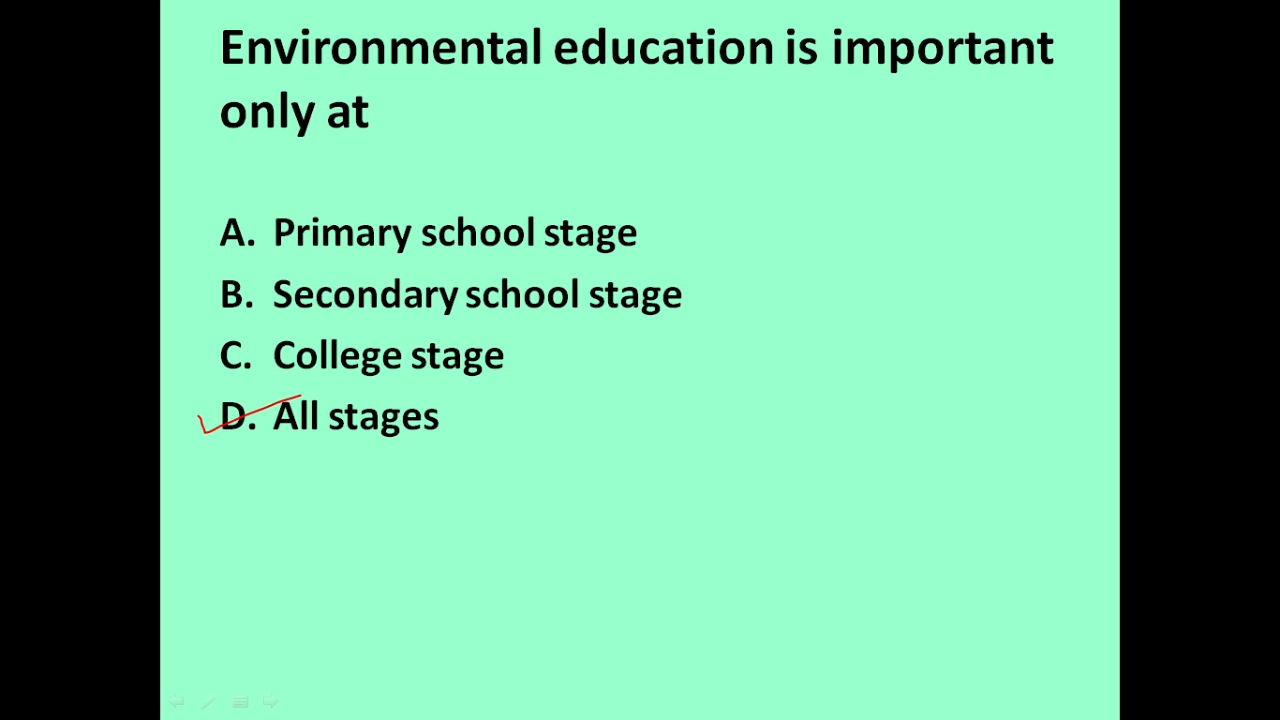 Environmental education is important
only at
A. Primary school stage
B. Secondary school stage
C. College stage
D. All stages